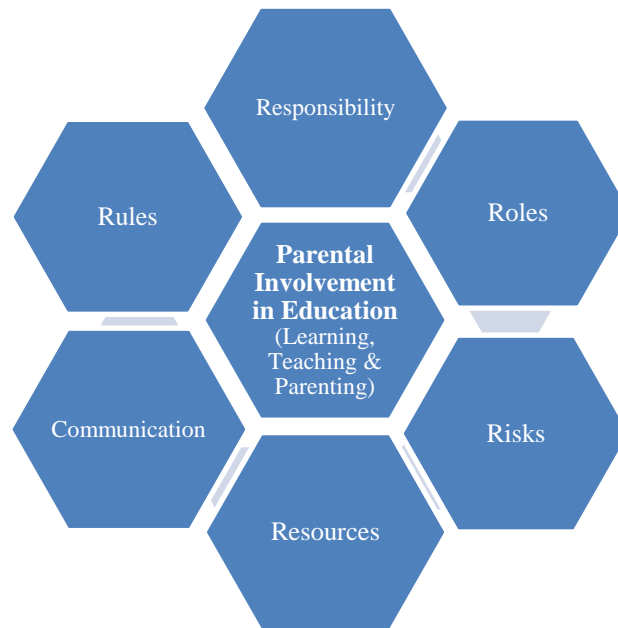 Responsibility
Rules
Roles
Parental
Involvement
in Education
(Learning,
Teaching &
Parenting)
Communication
Risks
Resources